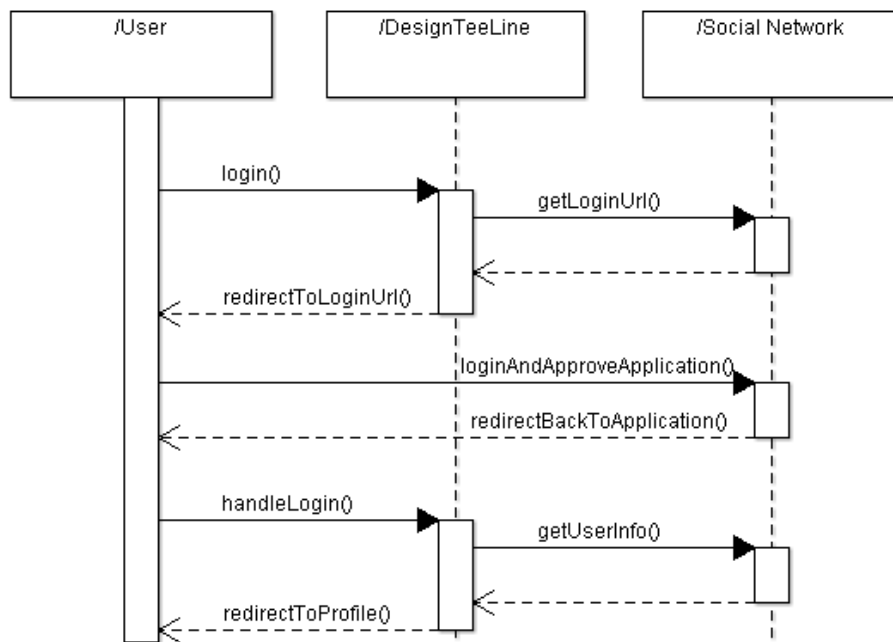 /User
/DesignTeeLine
/Social Network
login()
getLoginUrl()
redirectToLoginUrl()
loginAndApproveApplication()
redirectBackToApplication()
handleLogin()
getUserInfo()
redirectToProfile()